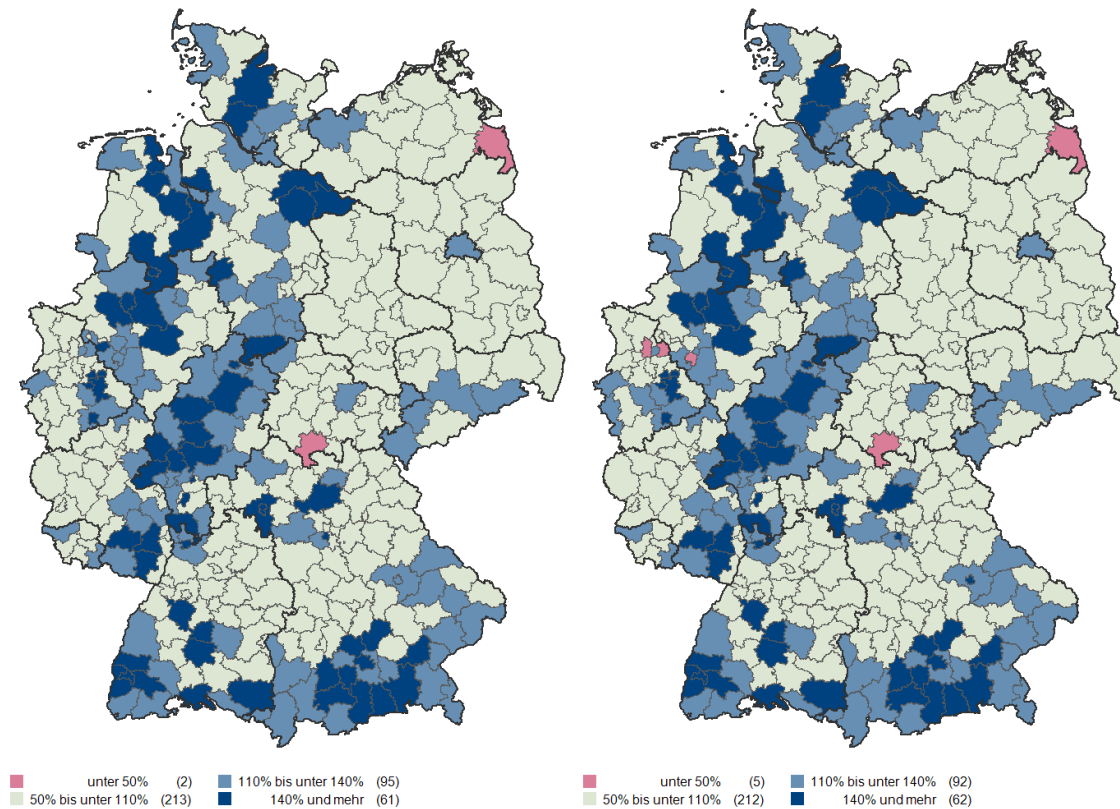 unter 50% (2) 110% bis unter 140% (95)
50% bis unter 110% (213) 140% und mehr (61)
unter 50% (5) 110% bis unter 140% (92)
50% bis unter 110% (212) 140% und mehr (62)